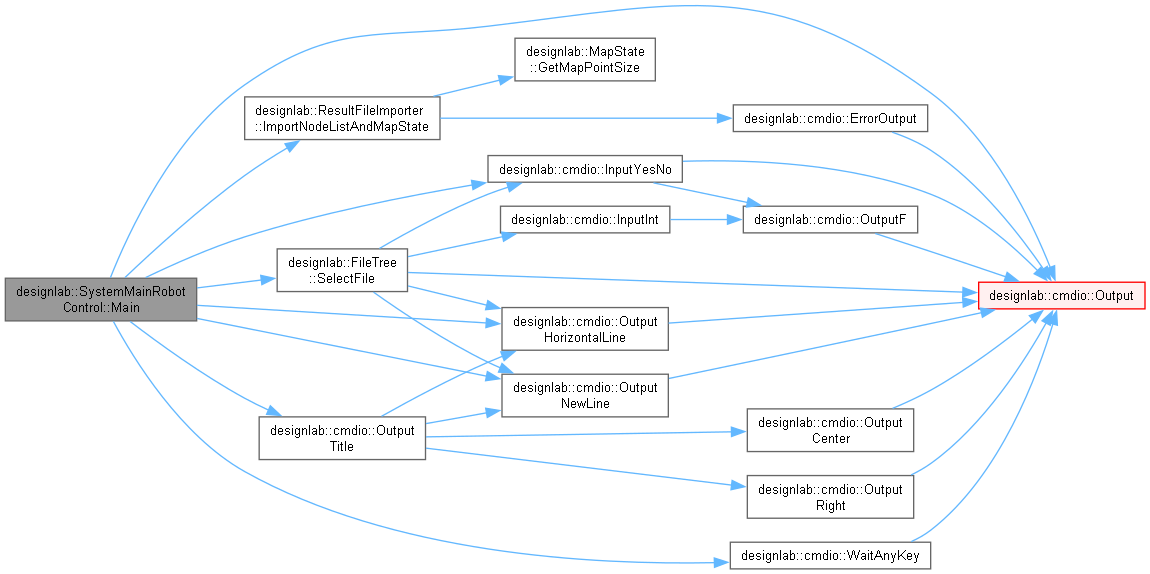 designlab::MapState
::GetMapPointSize
designlab::ResultFileImporter
::ImportNodeListAndMapState
designlab::cmdio::ErrorOutput
designlab::cmdio::InputYesNo
designlab::cmdio::InputInt
designlab::cmdio::OutputF
designlab::FileTree
::SelectFile
designlab::SystemMainRobot
Control::Main
designlab::cmdio::Output
designlab::cmdio::Output
HorizontalLine
designlab::cmdio::Output
NewLine
designlab::cmdio::Output
Title
designlab::cmdio::Output
Center
designlab::cmdio::Output
Right
designlab::cmdio::WaitAnyKey